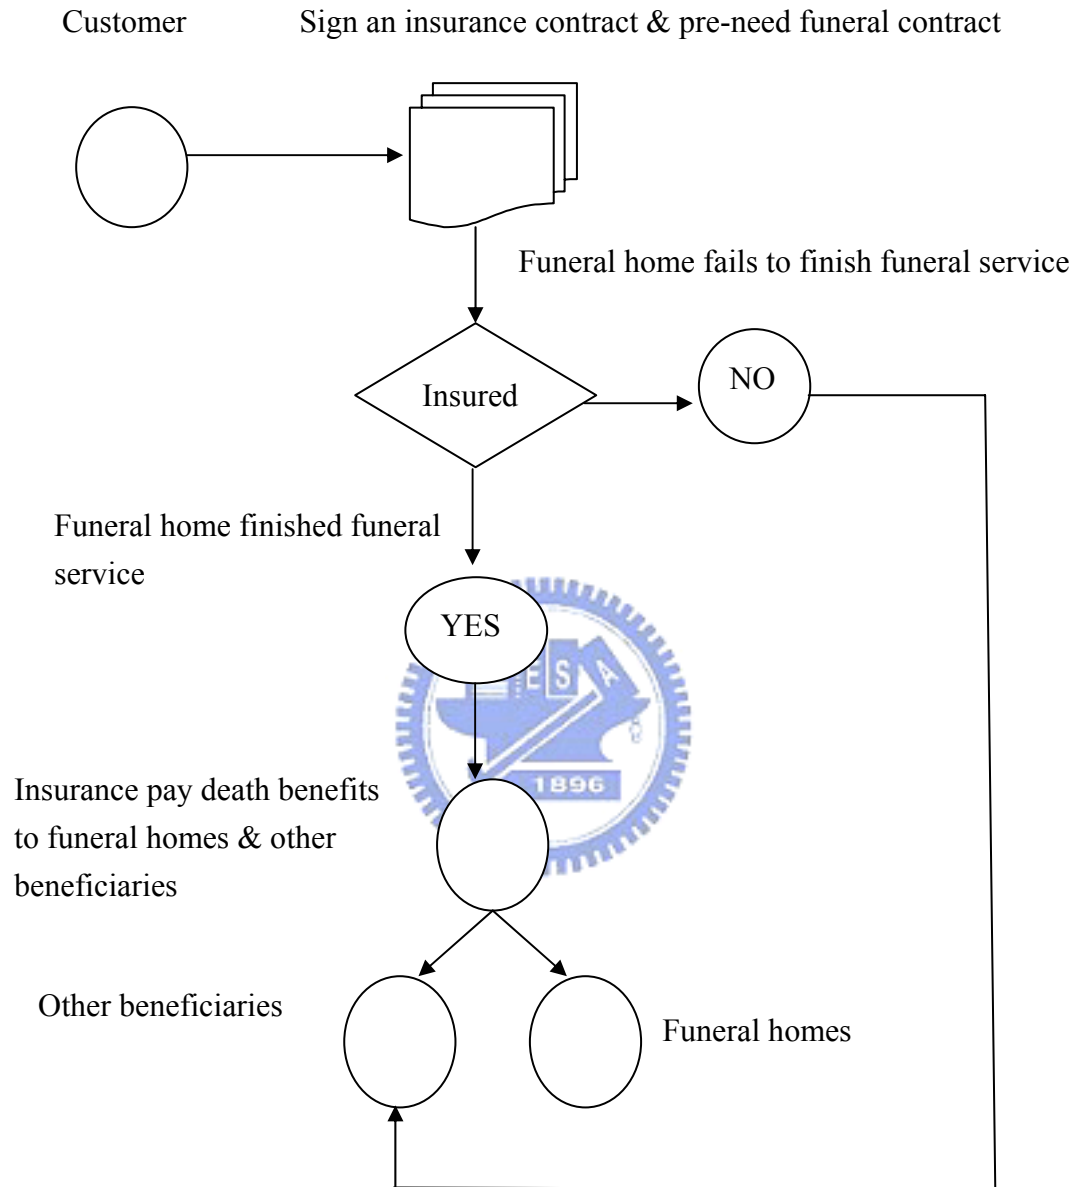 Customer
Sign an insurance contract & pre-need funeral contract
Funeral home fails to finish funeral service
Insured
NO
Funeral home finished funeral
service
YES
E S A
1896
Insurance pay death benefits
to funeral homes & other
beneficiaries
Other beneficiaries
Funeral homes